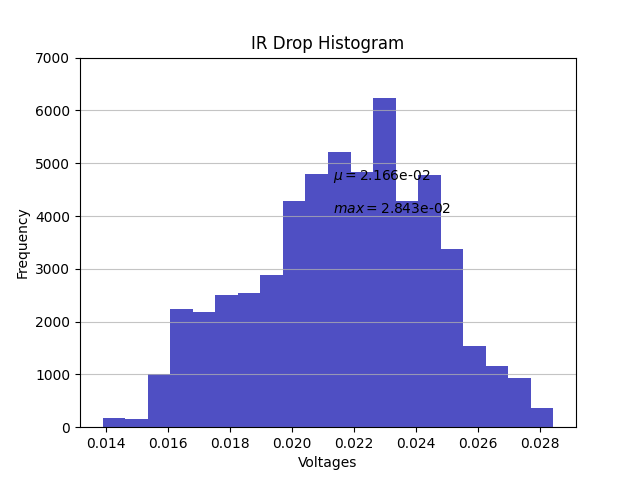 IR Drop Histogram
7000
6000
5000
4000
3000
2000
1000
0
Frequency
μ = 2.166e-02
max = 2.843e-02
0.014 0.016 0.018 0.020 0.022 0.024 0.026 0.028
Voltages